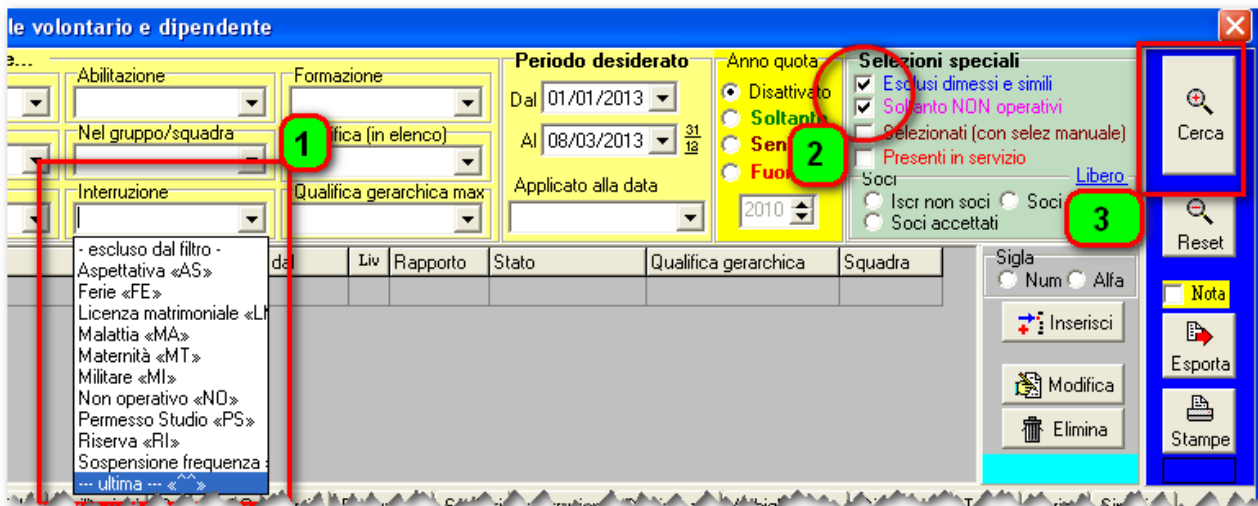 le volontario e dipendente
Abilitazione
Formazione
Periodo desiderato
Anno quota
Selezioni speciali
Dal 01/01/2013
Disattivato
Esclusi dimessi e simili
Soltanto
Soltanto NON operativi
Cerca
Nel gruppo/squadra
1
(in elenco)
Al 08/03/2013
31
13
2
Selezionati (con selez manuale)
Presenti in servizio
Interruzione
Qualifica gerarchica max
Applicato alla data
2010
Soci
Libero
Iscr non soci
Soci
Soci accettati
3
Reset
- escluso dal filtro -
Aspettativa «AS»
Ferie «FE»
Licenza matrimoniale
Malattia «MA»
Maternità «MT»
Militare «MI»
Non operativo «NO»
Permesso Studio «PS»
Riserva «RI»
Sospensione frequenza
--- ultima --- «^^»
dal
Liv
Rapporto
Stato
Qualifica gerarchica
Squadra
Sigla
Num
Alfa
Nota
Inserisci
Esporta
Modifica
Elimina
Stampe